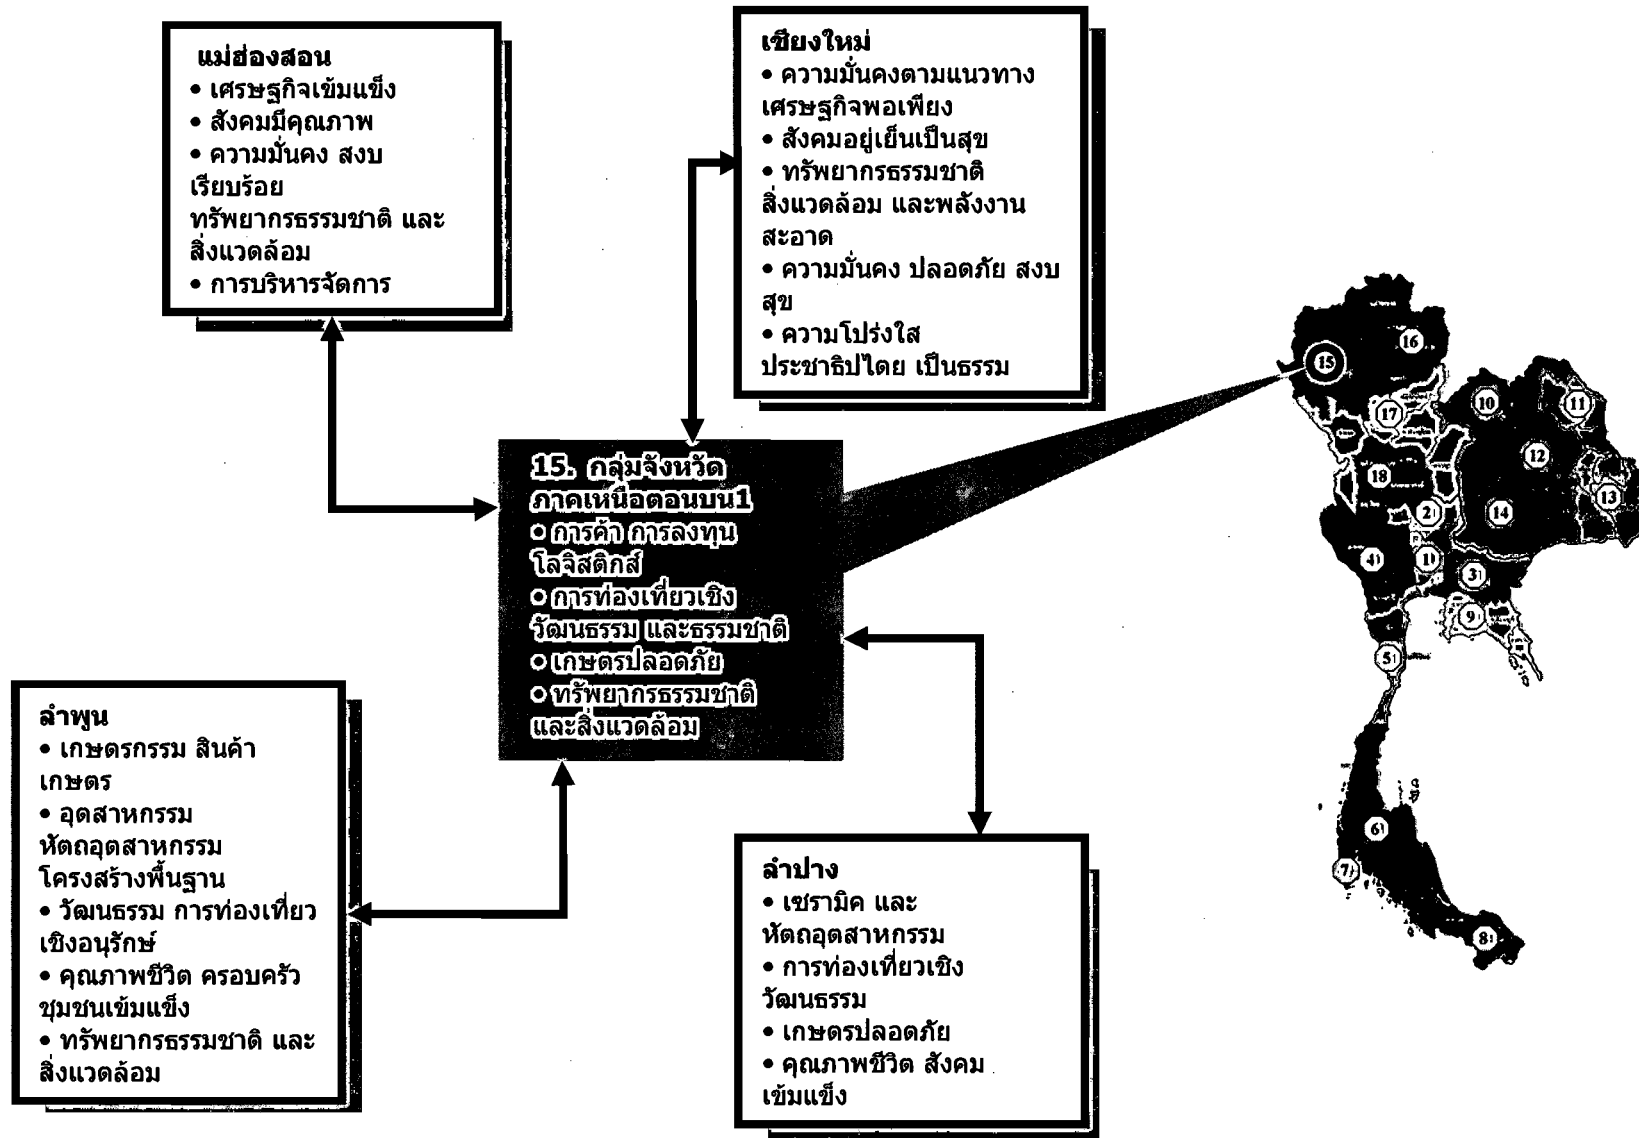 แม่ฮ่องสอน
• เศรษฐกิจเข้มแข็ง
• สังคมมีคุณภาพ
• ความมั่นคง สงบ
เรียบร้อย
ทรัพยากรธรรมชาติ และ
สิ่งแวดล้อม
• การบริหารจัดการ
เชียงใหม่
• ความมั่นคงตามแนวทาง
เศรษฐกิจพอเพียง
• สังคมอยู่เย็นเป็นสุข
• ทรัพยากรธรรมชาติ
สิ่งแวดล้อม และพลังงาน
สะอาด
• ความมั่นคง ปลอดภัย สงบ
สุข
• ความโปร่งใส
ประชาธิปไตย เป็นธรรม
15. กลุ่มจังหวัด
ภาคเหนือตอนบน1
• การค้า การลงทุน
โลจิสติกส์
• การท่องเที่ยวเชิง
วัฒนธรรม และธรรมชาติ
• เกษตรปลอดภัย
• ทรัพยากรธรรมชาติ
และสิ่งแวดล้อม
ลำพูน
• เกษตรกรรม สินค้า
เกษตร
• อุตสาหกรรม
หัตถอุตสาหกรรม
โครงสร้างพื้นฐาน
• วัฒนธรรม การท่องเที่ยว
เชิงอนุรักษ์
• คุณภาพชีวิต ครอบครัว
ชุมชนเข้มแข็ง
• ทรัพยากรธรรมชาติ และ
สิ่งแวดล้อม
ลำปาง
• เซรามิค และ
หัตถอุตสาหกรรม
• การท่องเที่ยวเชิง
วัฒนธรรม
• เกษตรปลอดภัย
• คุณภาพชีวิต สังคม
เข้มแข็ง
16
15
17
10
11
12
18
13
2
14
4
1
3
9
5
6
7
8